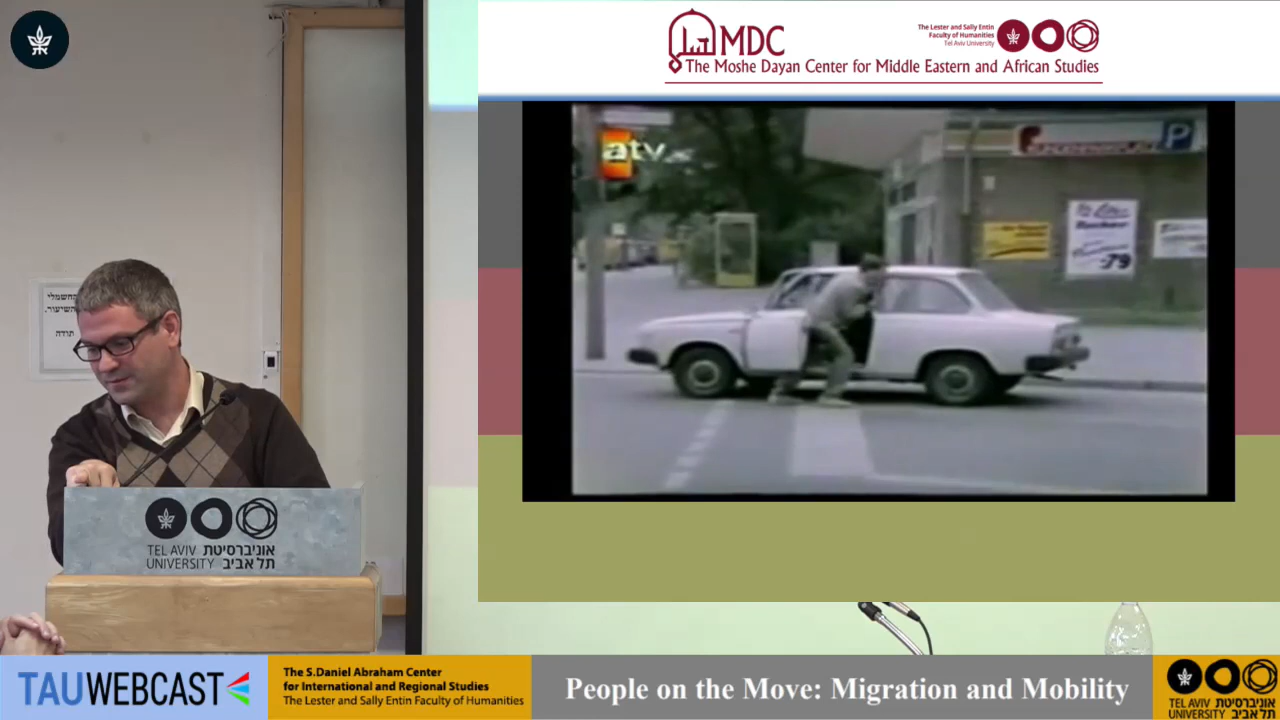 MDC
The Moshe Dayan Center for Middle Eastern and African Studies
The Lester and Sally Entin
Faculty of Humanities
Tel Aviv University
atv
P
79
החשמלי
השיעור.
תודה
TEL AVIV
UNIVERSITY
אוניברסיטת
תל אביב
TAUWEBCAST
The S.Daniel Abraham Center
for International and Regional Studies
The Lester and Sally Entin Faculty of Humanities
People on the Move: Migration and Mobility
TEL AVIV
UNIVERSITY
אוניברסיטת
תל אביב